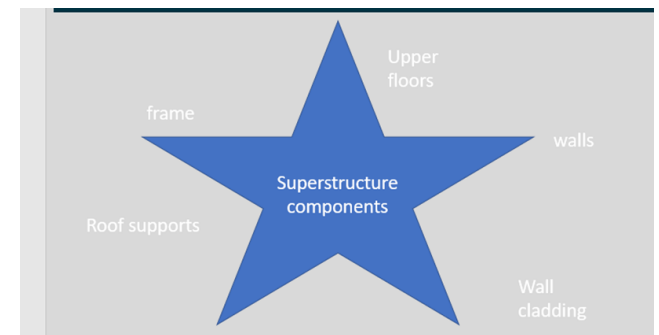 Upper
floors
frame
walls
Superstructure
components
Roof supports
Wall
cladding